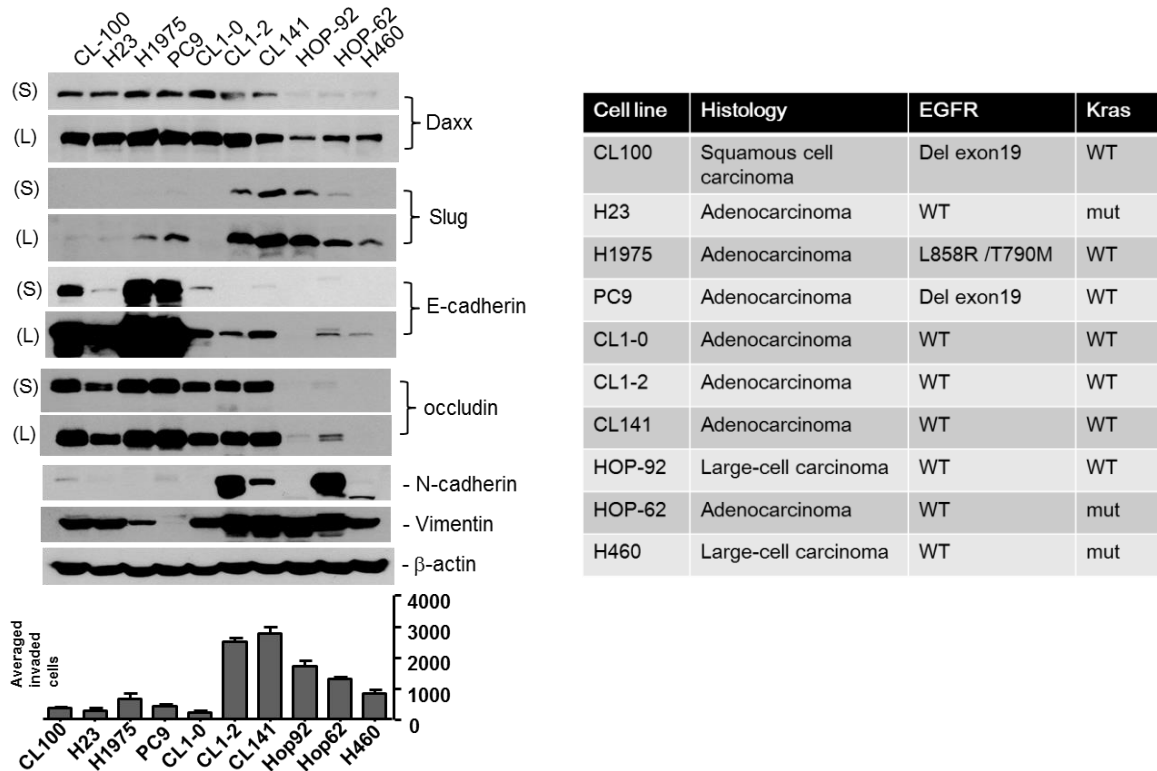 CL-100 H23 H1975 PC9 CL1-0 CL1-2 CL141 HOP-92 HOP-62 H460
(S)
Daxx
(L)
(S)
Slug
(L)
(S)
E-cadherin
(L)
(S)
occludin
(L)
- N-cadherin
- Vimentin
- β-actin
Averaged
invaded
cells
4000
3000
2000
1000
0
CL100 H23 H1975 PC9 CL1-0 CL1-2 CL141 Hop92 Hop62 H460
Cell line Histology EGFR Kras
CL100 Squamous cell Del exon19 WT
carcinoma
H23 Adenocarcinoma WT mut
H1975 Adenocarcinoma L858R /T790M WT
PC9 Adenocarcinoma Del exon19 WT
CL1-0 Adenocarcinoma WT WT
CL1-2 Adenocarcinoma WT WT
CL141 Adenocarcinoma WT WT
HOP-92 Large-cell carcinoma WT WT
HOP-62 Adenocarcinoma WT mut
H460 Large-cell carcinoma WT mut